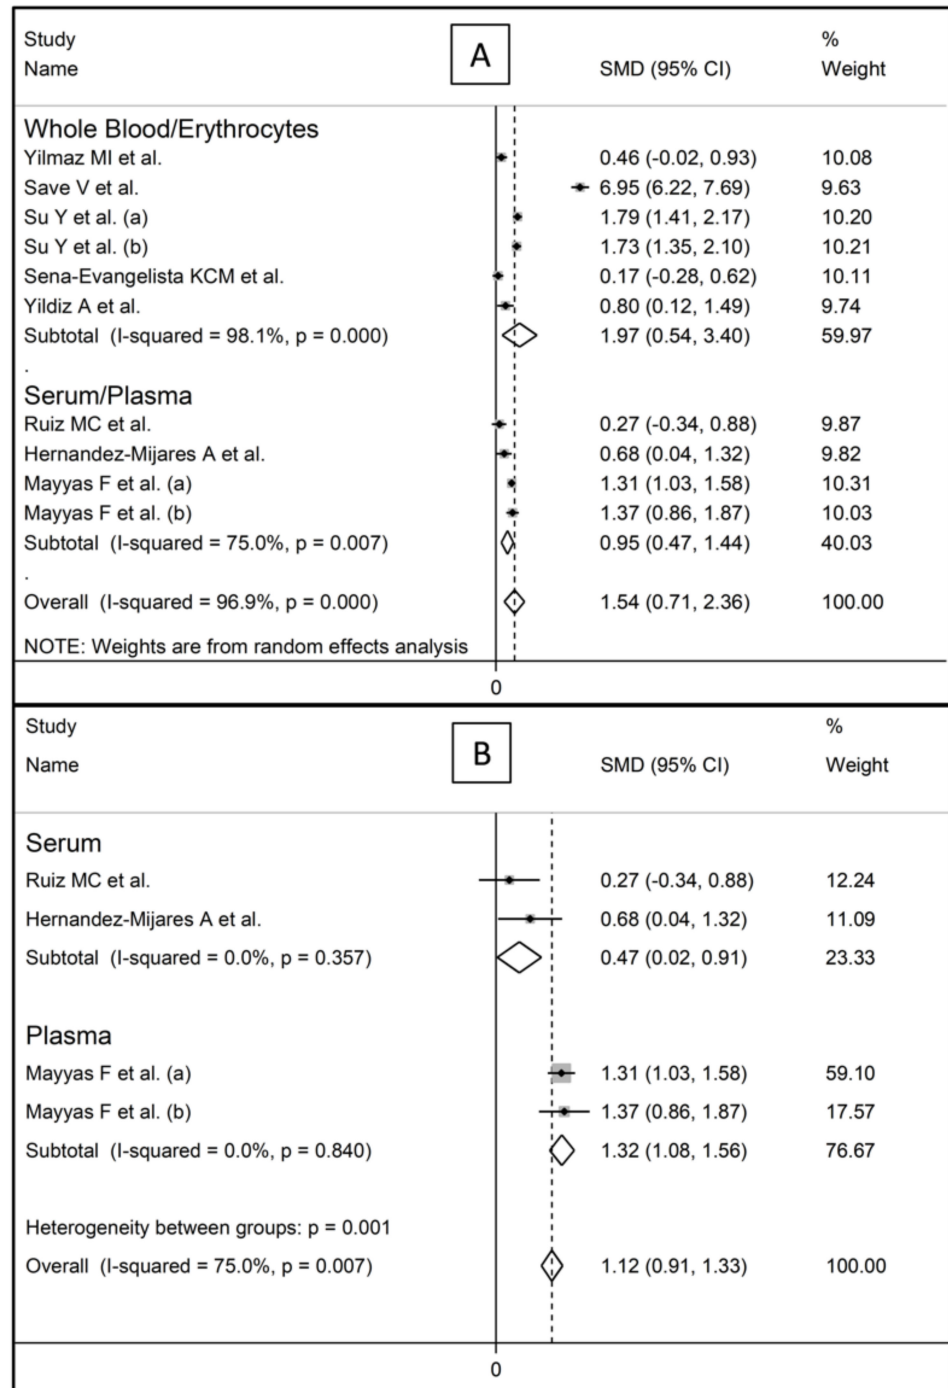 Study %
Name A SMD (95% CI) Weight
Whole Blood/Erythrocytes
Yilmaz MI et al. 0.46 (-0.02, 0.93) 10.08
Save V et al. 6.95 (6.22, 7.69) 9.63
Su Y et al. (a) 1.79 (1.41, 2.17) 10.20
Su Y et al. (b) 1.73 (1.35, 2.10) 10.21
Sena-Evangelista KCM et al. 0.17 (-0.28, 0.62) 10.11
Yildiz A et al. 0.80 (0.12, 1.49) 9.74
Subtotal (I-squared = 98.1%, p = 0.000) 1.97 (0.54, 3.40) 59.97
.
Serum/Plasma
Ruiz MC et al. 0.27 (-0.34, 0.88) 9.87
Hernandez-Mijares A et al. 0.68 (0.04, 1.32) 9.82
Mayyas F et al. (a) 1.31 (1.03, 1.58) 10.31
Mayyas F et al. (b) 1.37 (0.86, 1.87) 10.03
Subtotal (I-squared = 75.0%, p = 0.007) 0.95 (0.47, 1.44) 40.03
.
Overall (I-squared = 96.9%, p = 0.000) 1.54 (0.71, 2.36) 100.00
NOTE: Weights are from random effects analysis
0
Study %
Name B SMD (95% CI) Weight
Serum
Ruiz MC et al. 0.27 (-0.34, 0.88) 12.24
Hernandez-Mijares A et al. 0.68 (0.04, 1.32) 11.09
Subtotal (I-squared = 0.0%, p = 0.357) 0.47 (0.02, 0.91) 23.33
Plasma
Mayyas F et al. (a) 1.31 (1.03, 1.58) 59.10
Mayyas F et al. (b) 1.37 (0.86, 1.87) 17.57
Subtotal (I-squared = 0.0%, p = 0.840) 1.32 (1.08, 1.56) 76.67
Heterogeneity between groups: p = 0.001
Overall (I-squared = 75.0%, p = 0.007) 1.12 (0.91, 1.33) 100.00
0